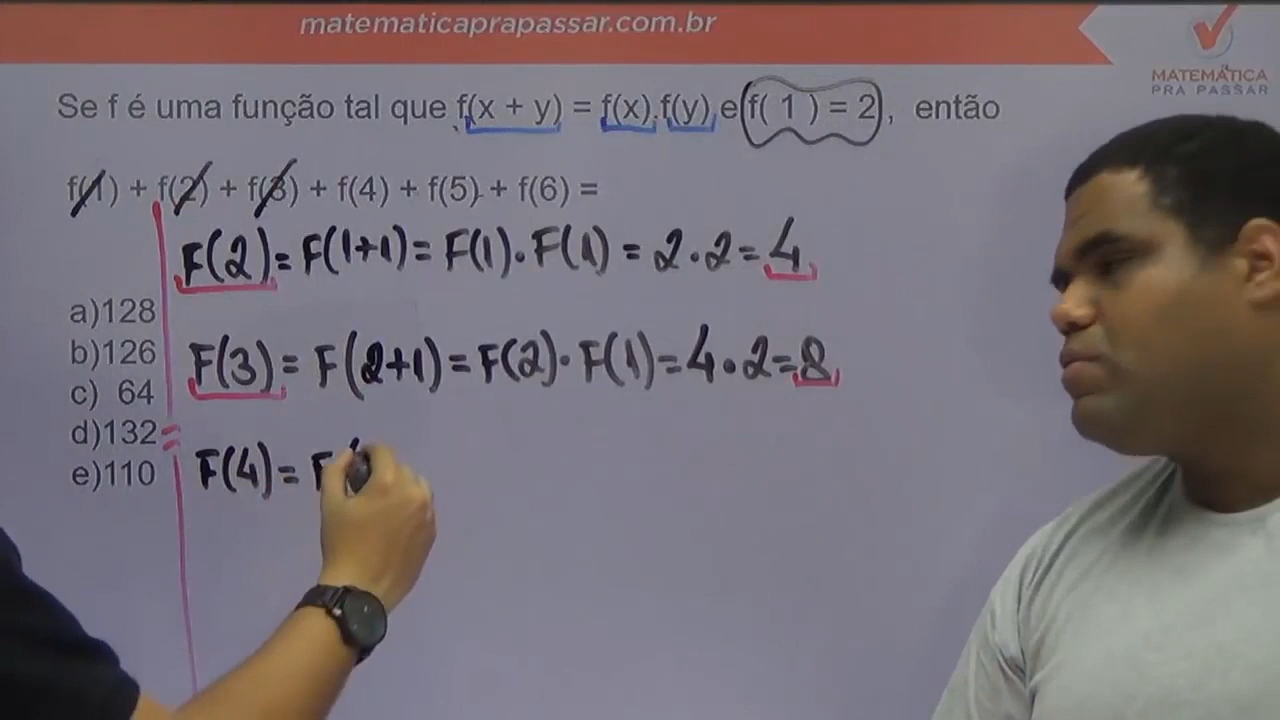 matematicaprapassar.com.br
MATEMÁTICA
PRA PASSAR
Se f é uma função tal que f(x + y) = f(x).f(y) e f( 1 ) = 2 , então
f(1) + f(2) + f(3) + f(4) + f(5) + f(6) =
F(2) = F(1+1) = F(1)·F(1) = 2·2 = 4
a)128
b)126
F(3) = F(2+1) = F(2)·F(1) = 4·2 = 8
c) 64
d)132
e)110
F(4) = F(